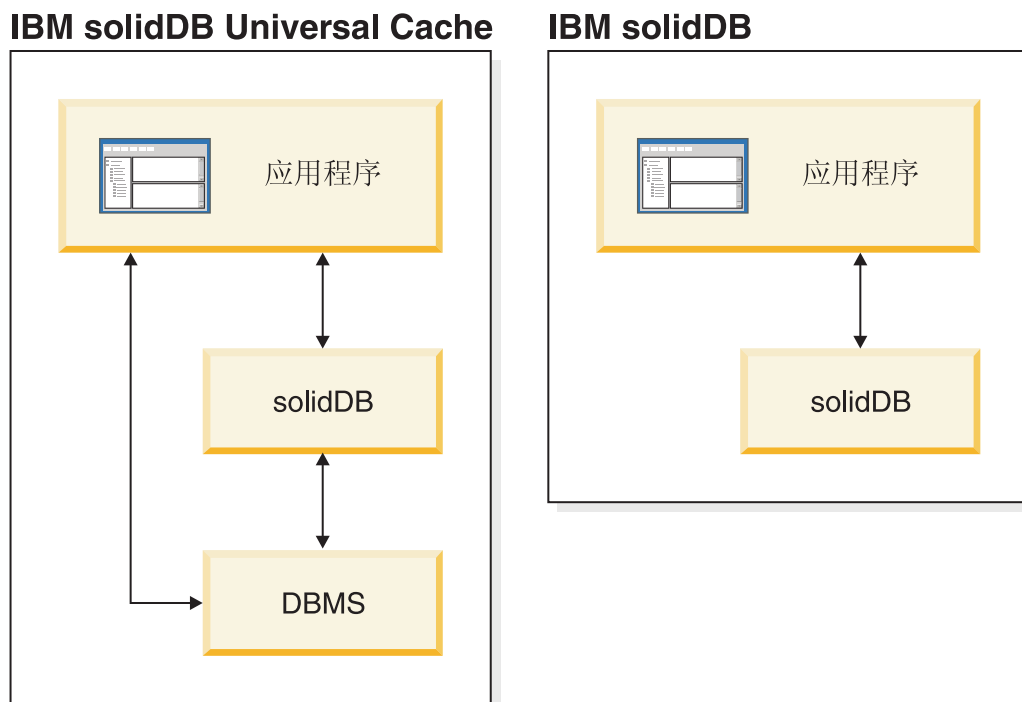 IBM solidDB Universal Cache
应用程序
solidDB
DBMS
IBM solidDB
应用程序
solidDB